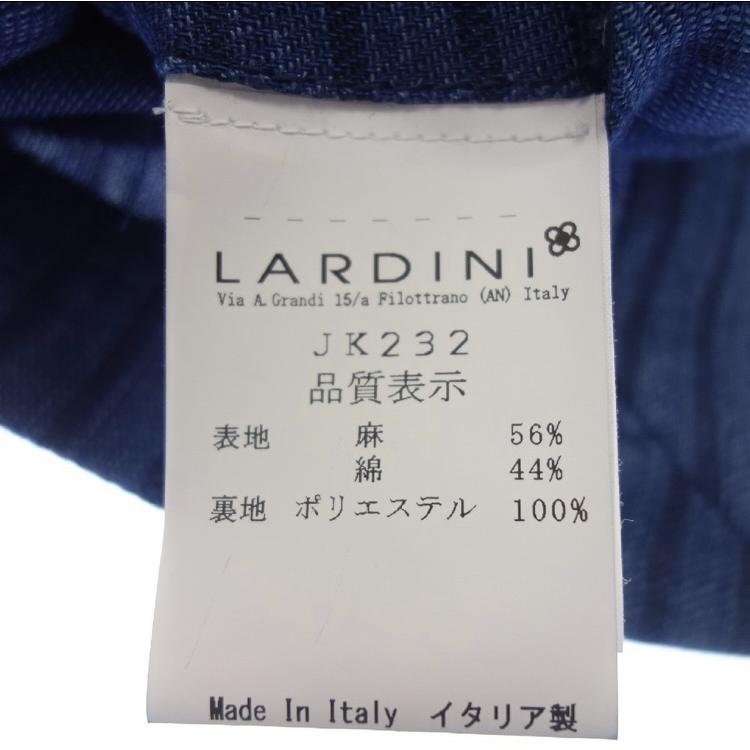 LARDINI
Via A. Grandi 15/a Filottrano (AN) Italy
JK232
品質表示
表地 麻 56%
綿 44%
裏地 ポリエステル 100%
Made In Italy イタリア製